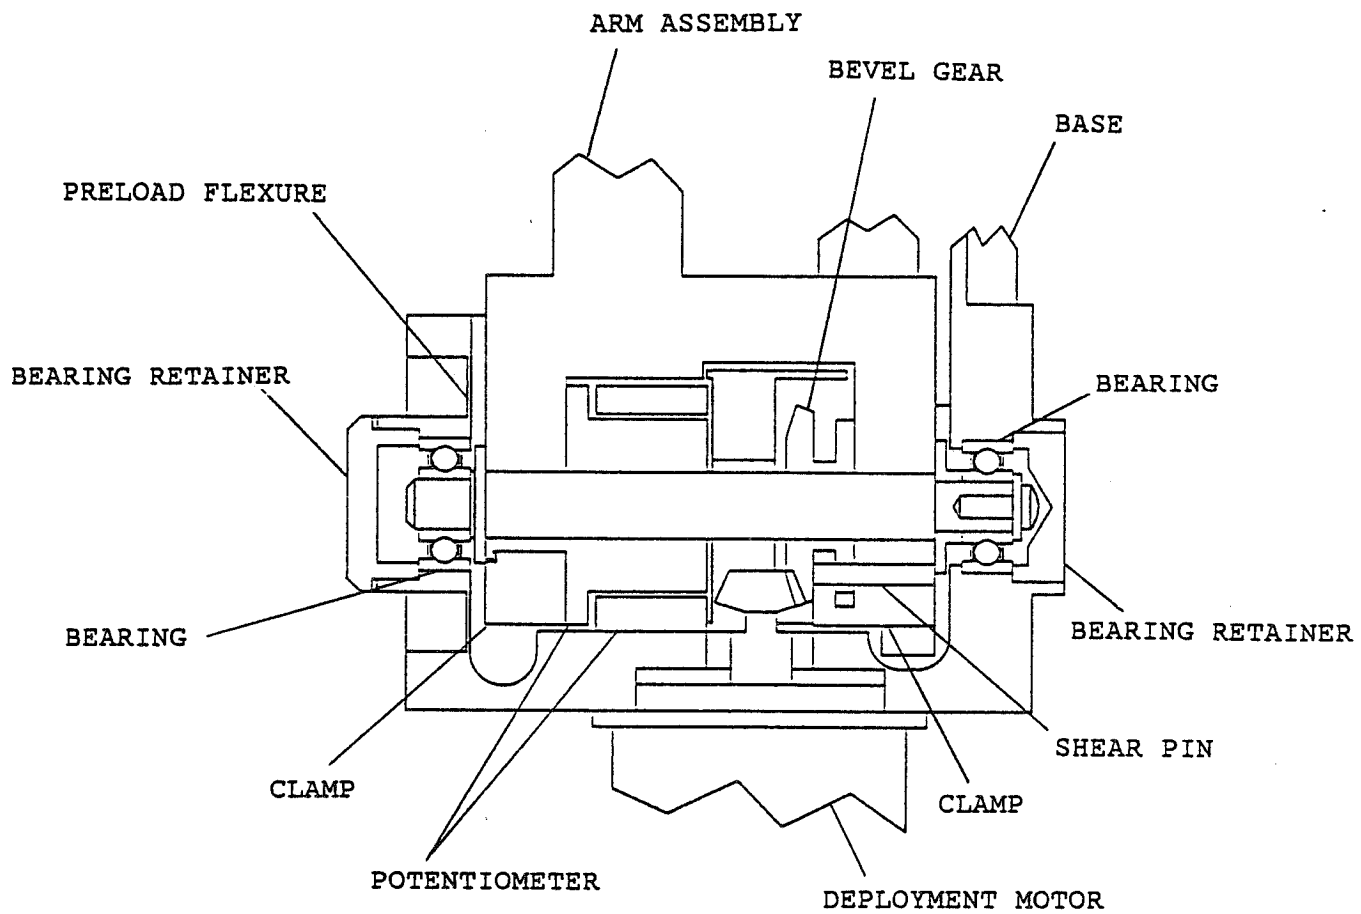 ARM ASSEMBLY
BEVEL GEAR
BASE
PRELOAD FLEXURE
BEARING RETAINER
BEARING
BEARING
BEARING RETAINER
SHEAR PIN
CLAMP
CLAMP
POTENTIOMETER
DEPLOYMENT MOTOR